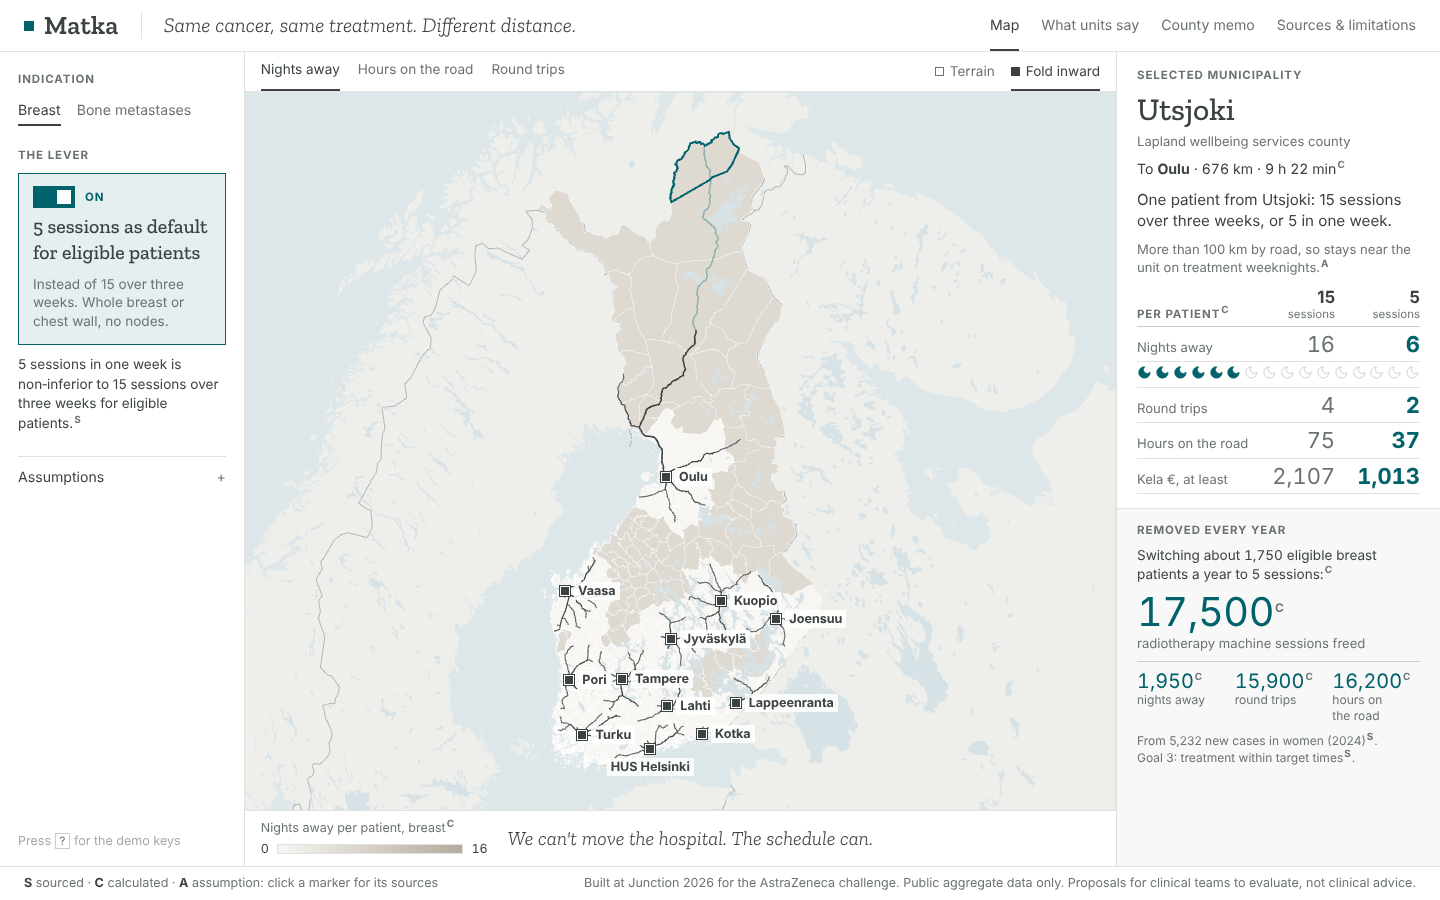 Matka
Same cancer, same treatment. Different distance.
Map What units say County memo Sources & limitations
INDICATION
Breast Bone metastases
THE LEVER
ON
5 sessions as default
for eligible patients
Instead of 15 over three
weeks. Whole breast or
chest wall, no nodes.
5 sessions in one week is
non-inferior to 15 sessions over
three weeks for eligible
patients.S
Assumptions +
Press ? for the demo keys
Nights away Hours on the road Round trips
Terrain Fold inward
Oulu
Vaasa
Kuopio
Joensuu
Jyväskylä
Pori
Tampere
Lahti
Lappeenranta
Turku
Kotka
HUS Helsinki
Nights away per patient, breastC
0 16
We can't move the hospital. The schedule can.
SELECTED MUNICIPALITY
Utsjoki
Lapland wellbeing services county
To Oulu · 676 km · 9 h 22 minC
One patient from Utsjoki: 15 sessions
over three weeks, or 5 in one week.
More than 100 km by road, so stays near the
unit on treatment weeknights.A
PER PATIENTC 15 sessions 5 sessions
Nights away 16 6
Round trips 4 2
Hours on the road 75 37
Kela €, at least 2,107 1,013
REMOVED EVERY YEAR
Switching about 1,750 eligible breast
patients a year to 5 sessions:C
17,500C
radiotherapy machine sessions freed
1,950C 15,900C 16,200C
nights away round trips hours on
the road
From 5,232 new cases in women (2024)S.
Goal 3: treatment within target timesS.
S sourced · C calculated · A assumption: click a marker for its sources
Built at Junction 2026 for the AstraZeneca challenge. Public aggregate data only. Proposals for clinical teams to evaluate, not clinical advice.